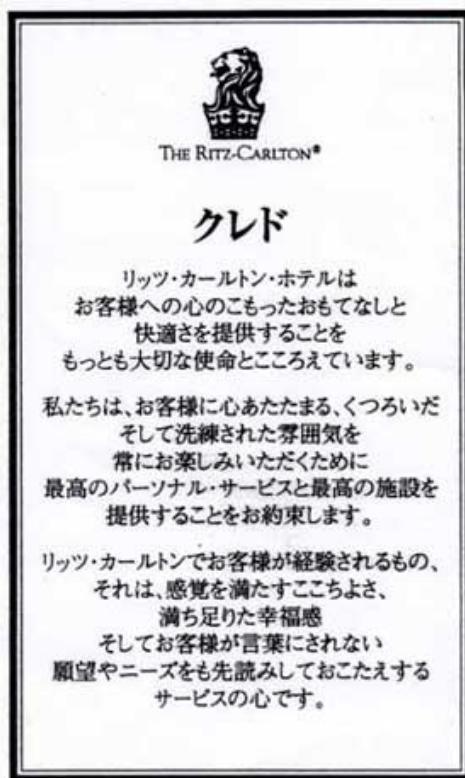 THE RITZ-CARLTON®
クレド
リッツ・カールトン・ホテルは
お客様への心のこもったおもてなしと
快適さを提供することを
もっとも大切な使命とこころえています。
私たちは、お客様に心あたたまる、くつろいだ
そして洗練された雰囲気を
常にお楽しみいただくために
最高のパーソナル・サービスと最高の施設を
提供することをお約束します。
リッツ・カールトンでお客様が経験されるもの、
それは、感覚を満たすここちよさ、
満ち足りた幸福感
そしてお客様が言葉にされない
願望やニーズをも先読みしておこたえする
サービスの心です。